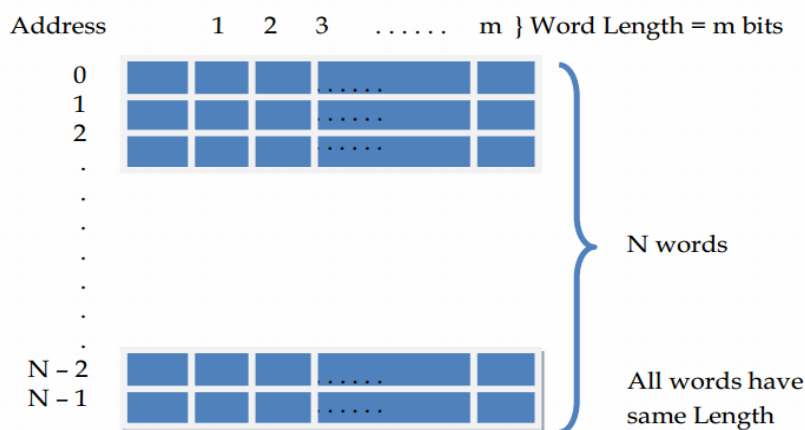 Address 1 2 3 ...... m } Word Length = m bits
0
......
1
......
2
......
.
.
.
.
.
.
.
N words
N – 2
......
All words have
N – 1
......
same Length